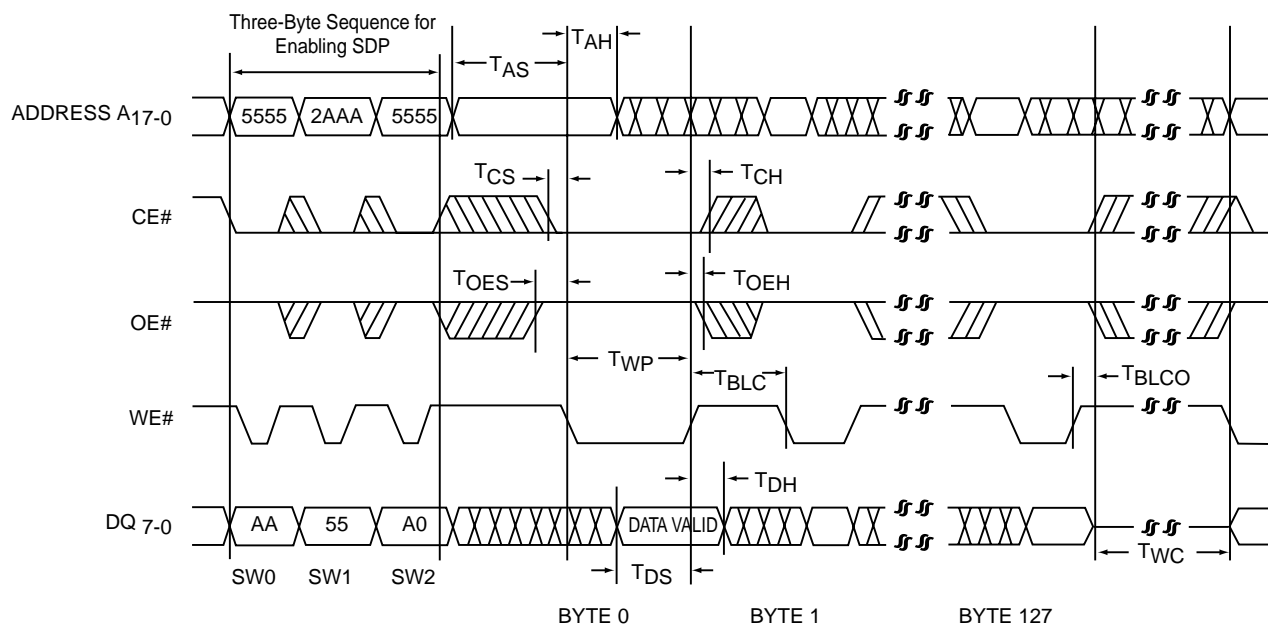 Three-Byte Sequence for
Enabling SDP
TAH
TAS
ADDRESS A17-0
5555 2AAA 5555
TCS
TCH
CE#
TOES
TOEH
OE#
TWP
TBLC
TBLCO
WE#
TDH
DQ 7-0
AA 55 A0
DATA VALID
SW0 SW1 SW2
TDS
TWC
BYTE 0 BYTE 1 BYTE 127